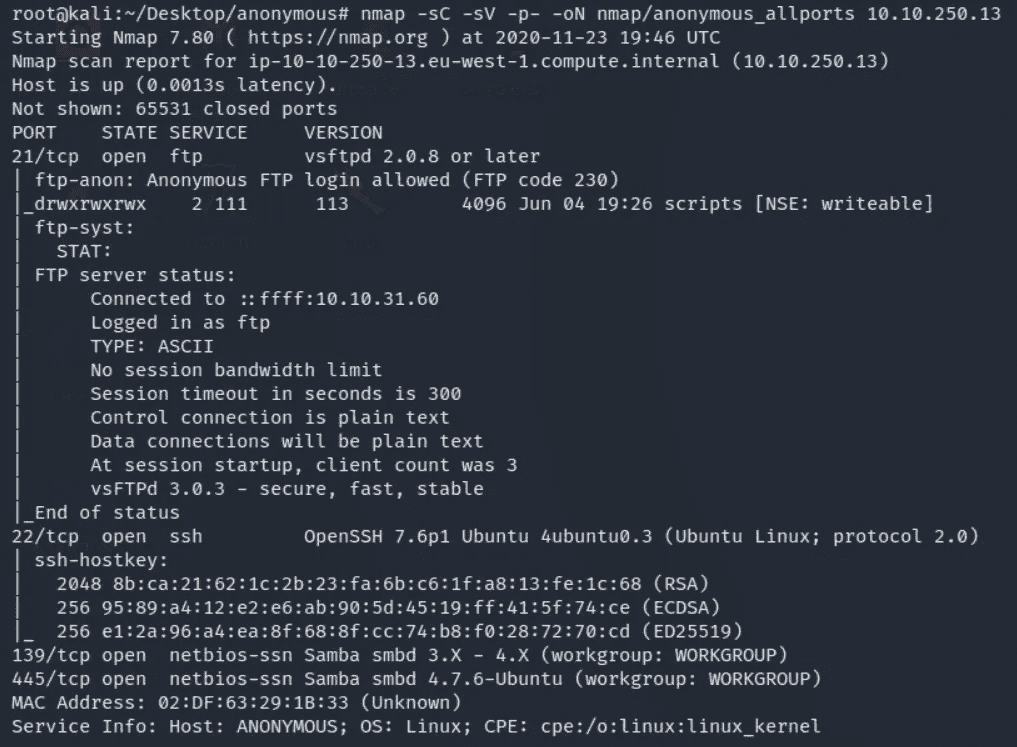 root@kali:~/Desktop/anonymous# nmap -sC -sV -p- -oN nmap/anonymous_allports 10.10.250.13
Starting Nmap 7.80 ( https://nmap.org ) at 2020-11-23 19:46 UTC
Nmap scan report for ip-10-10-250-13.eu-west-1.compute.internal (10.10.250.13)
Host is up (0.0013s latency).
Not shown: 65531 closed ports
PORT    STATE SERVICE     VERSION
21/tcp  open  ftp         vsftpd 2.0.8 or later
| ftp-anon: Anonymous FTP login allowed (FTP code 230)
|_drwxrwxrwx    2 111      113          4096 Jun 04 19:26 scripts [NSE: writeable]
| ftp-syst:
|   STAT:
| FTP server status:
|      Connected to ::ffff:10.10.31.60
|      Logged in as ftp
|      TYPE: ASCII
|      No session bandwidth limit
|      Session timeout in seconds is 300
|      Control connection is plain text
|      Data connections will be plain text
|      At session startup, client count was 3
|      vsFTPd 3.0.3 - secure, fast, stable
|_End of status
22/tcp  open  ssh         OpenSSH 7.6p1 Ubuntu 4ubuntu0.3 (Ubuntu Linux; protocol 2.0)
| ssh-hostkey:
|   2048 8b:ca:21:62:1c:2b:23:fa:6b:c6:1f:a8:13:fe:1c:68 (RSA)
|   256 95:89:a4:12:e2:e6:ab:90:5d:45:19:ff:41:5f:74:ce (ECDSA)
|_  256 e1:2a:96:a4:ea:8f:68:8f:cc:74:b8:f0:28:72:70:cd (ED25519)
139/tcp open  netbios-ssn Samba smbd 3.X - 4.X (workgroup: WORKGROUP)
445/tcp open  netbios-ssn Samba smbd 4.7.6-Ubuntu (workgroup: WORKGROUP)
MAC Address: 02:DF:63:29:1B:33 (Unknown)
Service Info: Host: ANONYMOUS; OS: Linux; CPE: cpe:/o:linux:linux_kernel